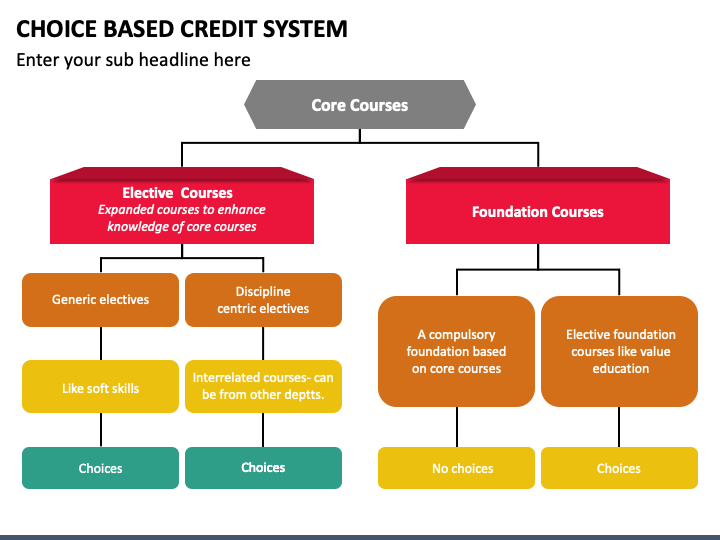 CHOICE BASED CREDIT SYSTEM
Enter your sub headline here
Core Courses
Elective Courses
Expanded courses to enhance
knowledge of core courses
Foundation Courses
Generic electives
Discipline
centric electives
A compulsory
foundation based
on core courses
Elective foundation
courses like value
education
Like soft skills
Interrelated courses- can
be from other deptts.
Choices
Choices
No choices
Choices